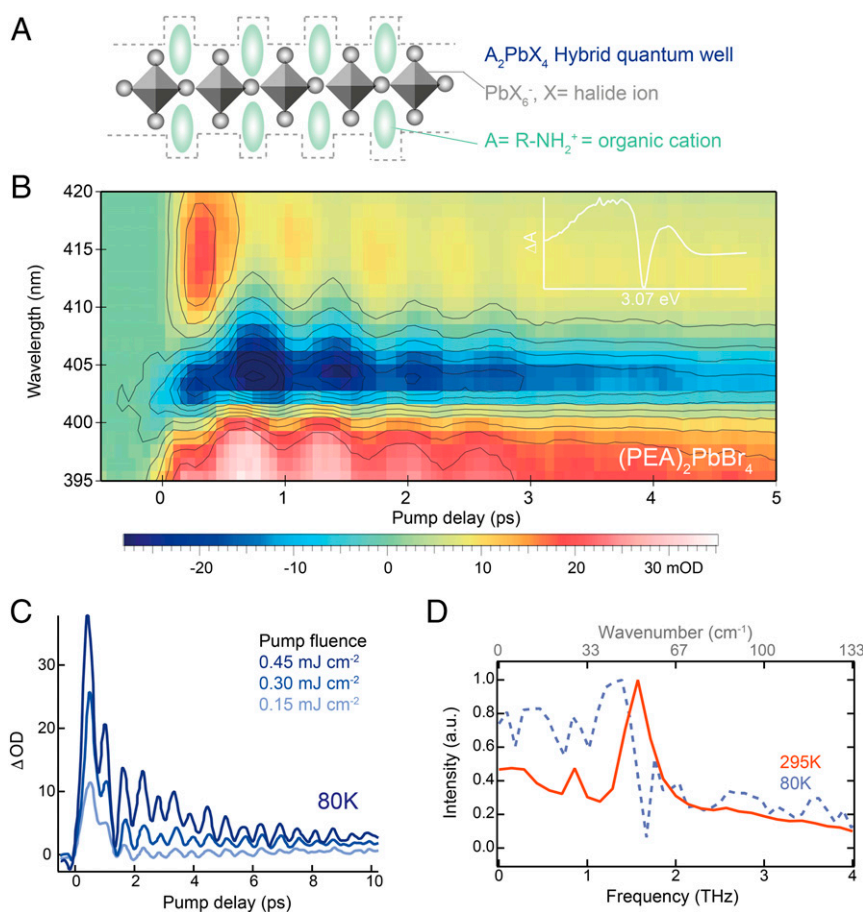 A
A₂PbX₄ Hybrid quantum well
PbX₆⁻, X= halide ion
A= R-NH₂⁺ = organic cation
B
420
415
410
405
400
395
Wavelength (nm)
ΔA
3.07 eV
(PEA)₂PbBr₄
0 1 2 3 4 5
Pump delay (ps)
-20 -10 0 10 20 30 mOD
C
30
20
10
0
ΔOD
Pump fluence
0.45 mJ cm⁻²
0.30 mJ cm⁻²
0.15 mJ cm⁻²
80K
0 2 4 6 8 10
Pump delay (ps)
D
Wavenumber (cm⁻¹)
0 33 67 100 133
1.0
0.8
0.6
0.4
0.2
0.0
Intensity (a.u.)
295K
80K
0 1 2 3 4
Frequency (THz)